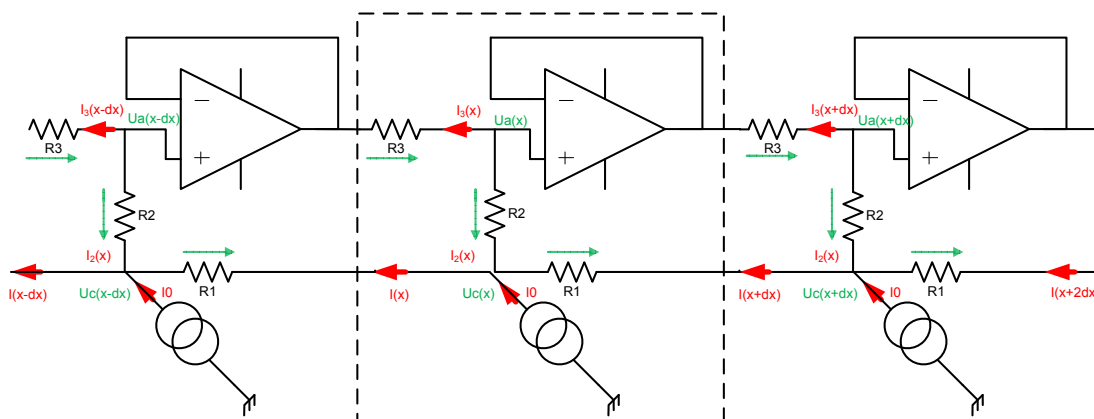 I₃(x-dx)
Ua(x-dx)
I₃(x)
Ua(x)
I₃(x+dx)
Ua(x+dx)
R3
R3
R3
R2
R2
R2
I₂(x)
I₂(x)
I₂(x)
I(x-dx)
Uc(x-dx)
I0
R1
I(x)
Uc(x)
I0
R1
I(x+dx)
Uc(x+dx)
I0
R1
I(x+2dx